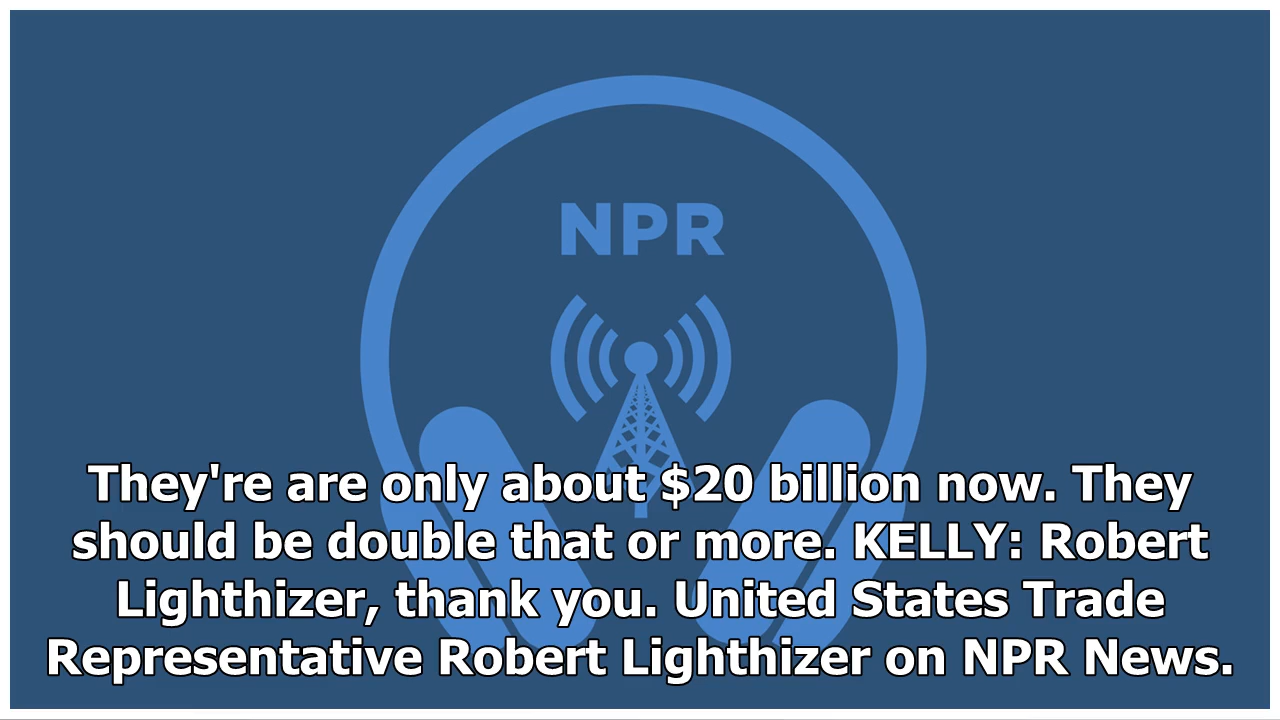 NPR
They're are only about $20 billion now. They
should be double that or more. KELLY: Robert
Lighthizer, thank you. United States Trade
Representative Robert Lighthizer on NPR News.